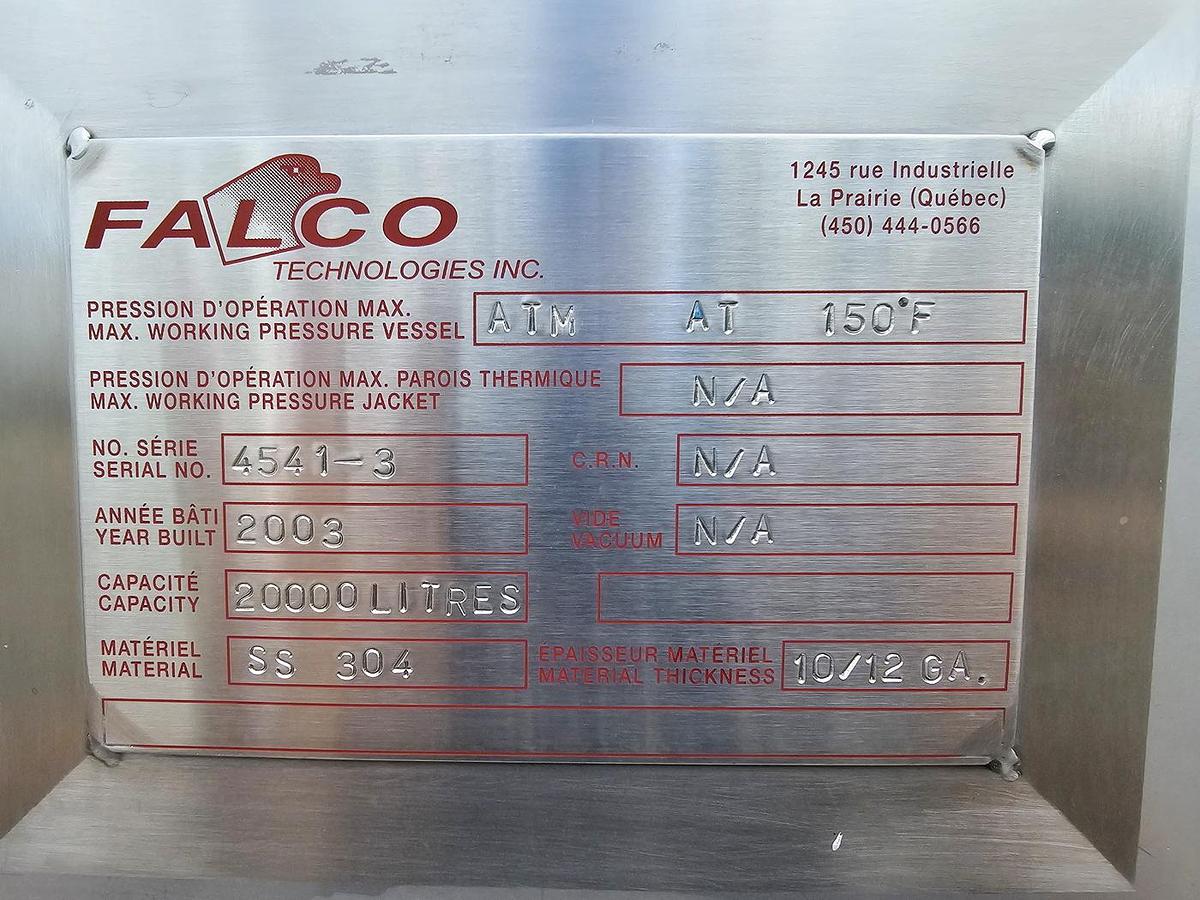 FALCO
TECHNOLOGIES INC.
1245 rue Industrielle
La Prairie (Québec)
(450) 444-0566
PRESSION D'OPÉRATION MAX.
MAX. WORKING PRESSURE VESSEL
ATM AT 150°F
PRESSION D'OPÉRATION MAX. PAROIS THERMIQUE
MAX. WORKING PRESSURE JACKET
N/A
NO. SÉRIE
SERIAL NO.
4541-3
C.R.N.
N/A
ANNÉE BÂTI
YEAR BUILT
2003
VIDE
VACUUM
N/A
CAPACITÉ
CAPACITY
20000 LITRES
MATÉRIEL
MATERIAL
SS 304
ÉPAISSEUR MATÉRIEL
MATERIAL THICKNESS
10/12 GA.